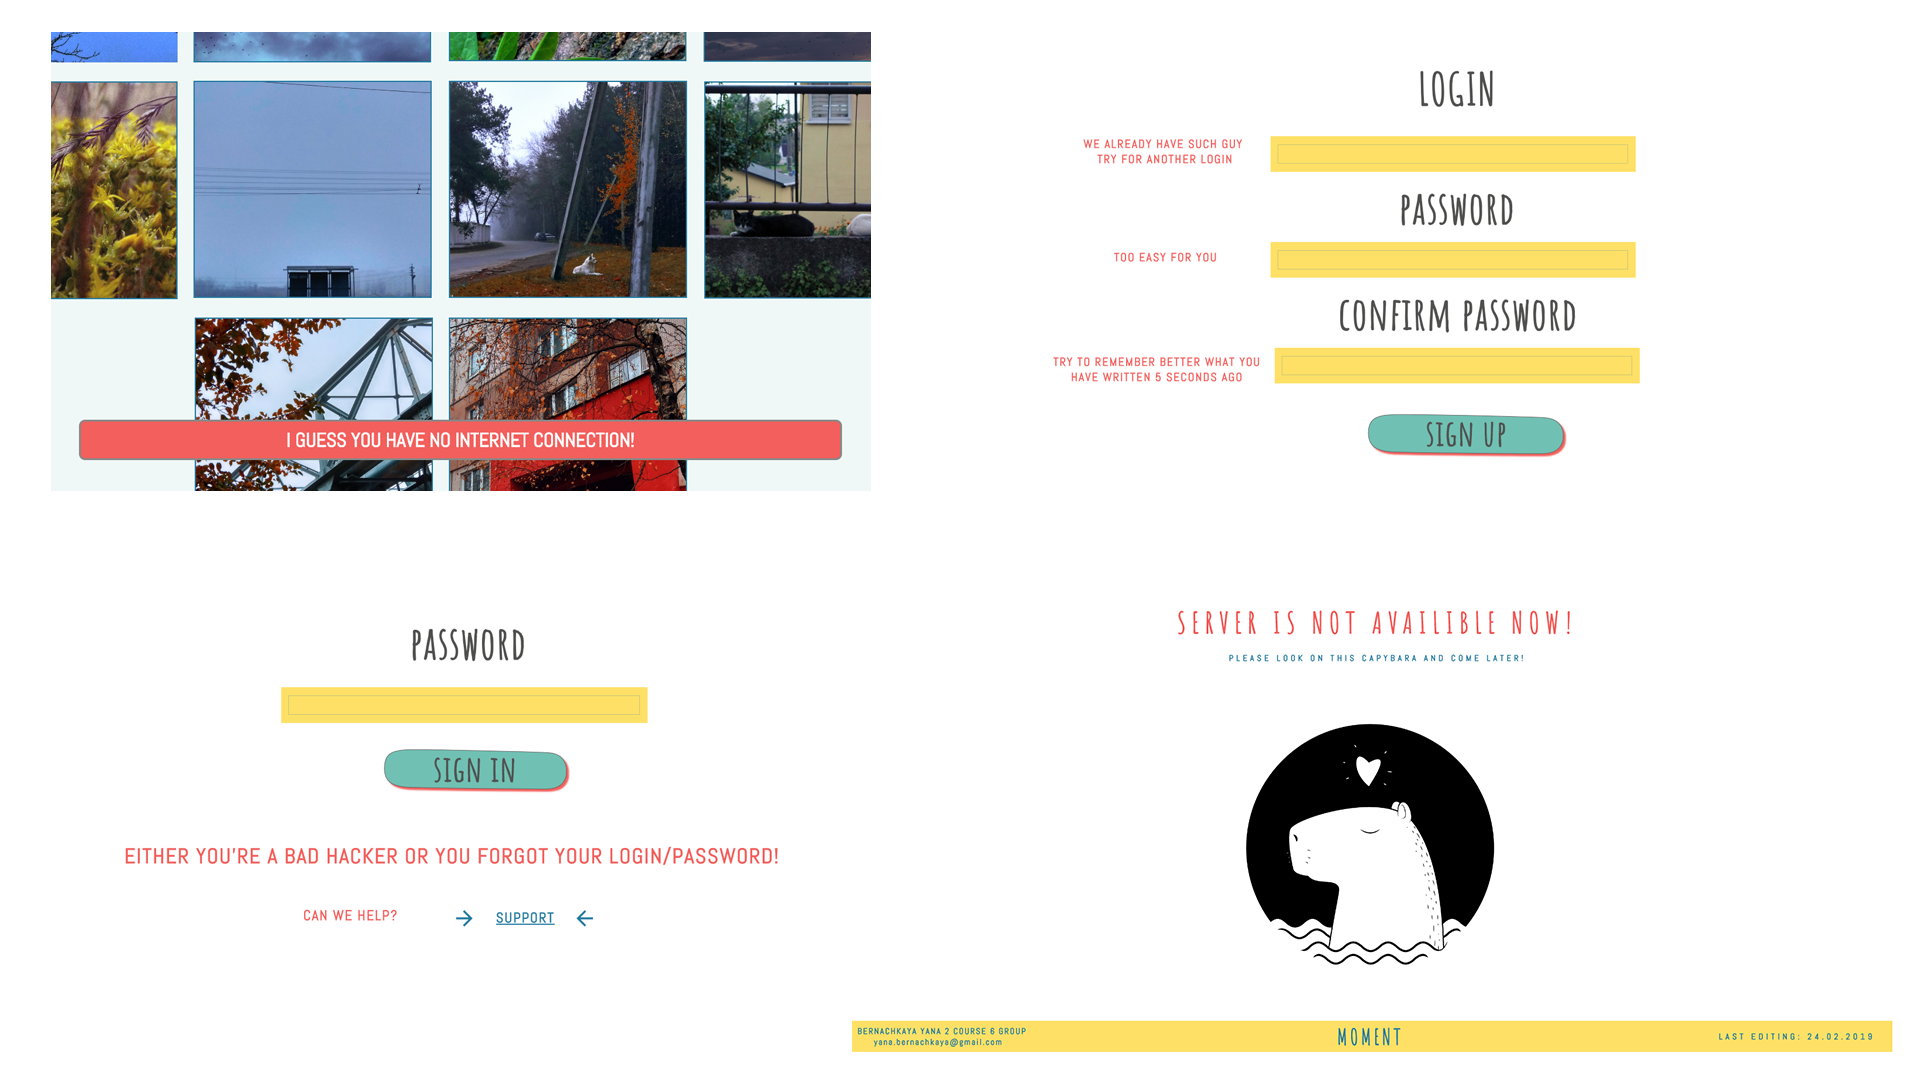 I GUESS YOU HAVE NO INTERNET CONNECTION!
LOGIN
WE ALREADY HAVE SUCH GUY
TRY FOR ANOTHER LOGIN
PASSWORD
TOO EASY FOR YOU
CONFIRM PASSWORD
TRY TO REMEMBER BETTER WHAT YOU
HAVE WRITTEN 5 SECONDS AGO
SIGN UP
PASSWORD
SIGN IN
EITHER YOU'RE A BAD HACKER OR YOU FORGOT YOUR LOGIN/PASSWORD!
CAN WE HELP? → SUPPORT ←
SERVER IS NOT AVAILIBLE NOW!
PLEASE LOOK ON THIS CAPYBARA AND COME LATER!
BERNACHKAYA YANA 2 COURSE 6 GROUP
yana.bernachkaya@gmail.com
MOMENT
LAST EDITING: 24.02.2019